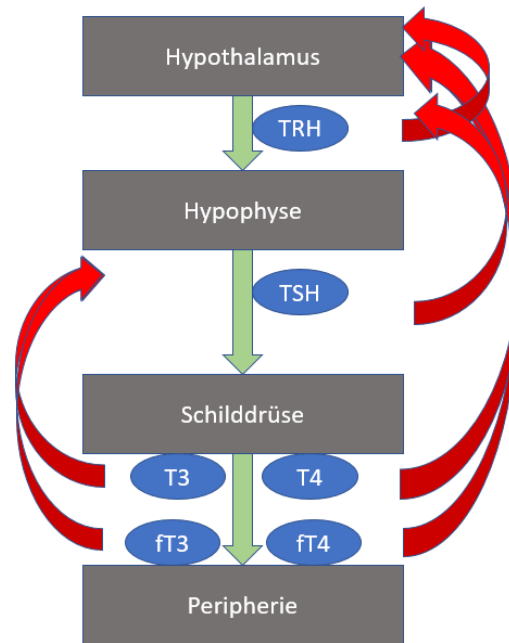 Hypothalamus
TRH
Hypophyse
TSH
Schilddrüse
T3 T4
fT3 fT4
Peripherie